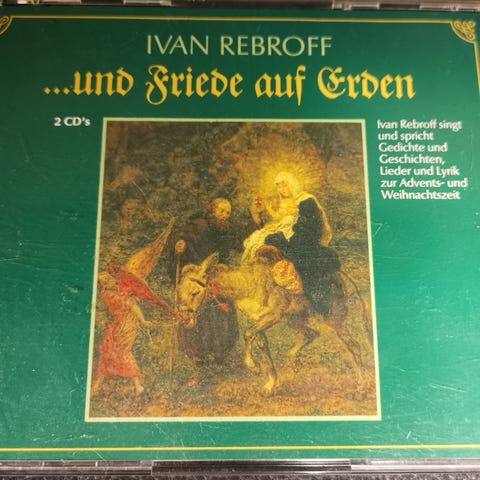 IVAN REBROFF
...und Friede auf Erden
2 CD's
Ivan Rebroff singt
und spricht
Gedichte und
Geschichten,
Lieder und Lyrik
zur Advents- und
Weihnachtszeit